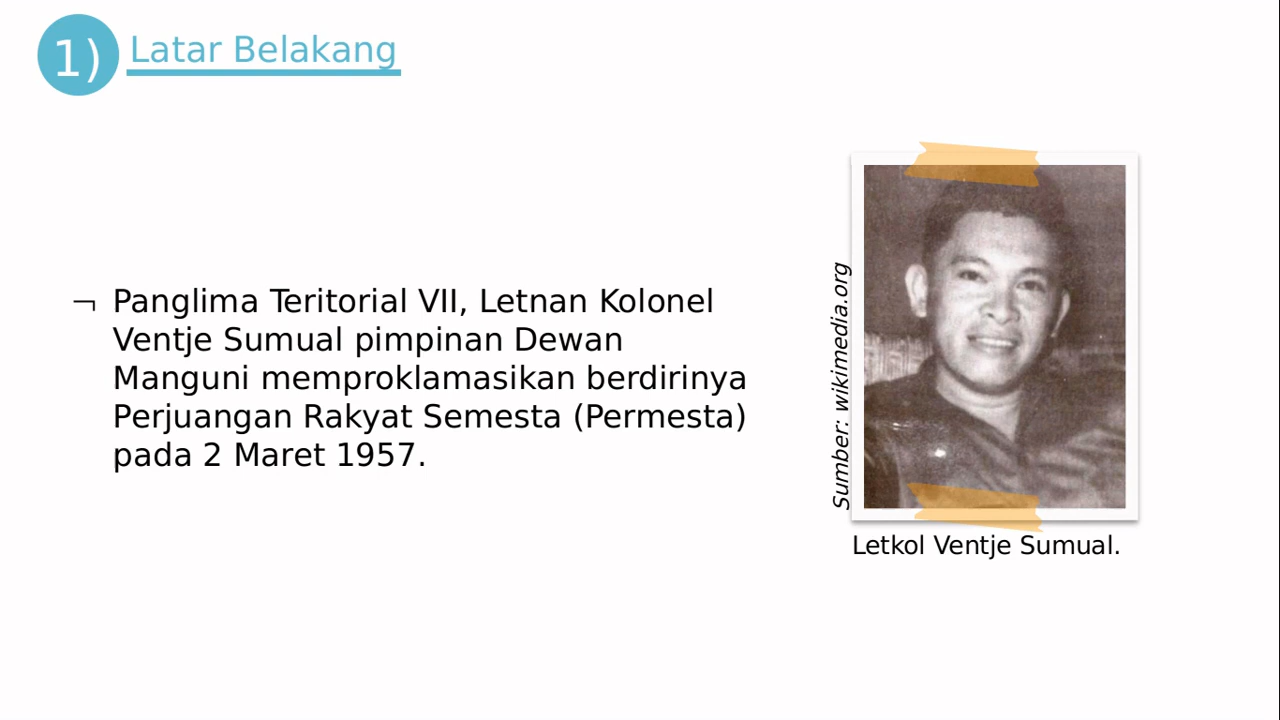 1) Latar Belakang
¬ Panglima Teritorial VII, Letnan Kolonel
Ventje Sumual pimpinan Dewan
Manguni memproklamasikan berdirinya
Perjuangan Rakyat Semesta (Permesta)
pada 2 Maret 1957.
Sumber: wikimedia.org
Letkol Ventje Sumual.